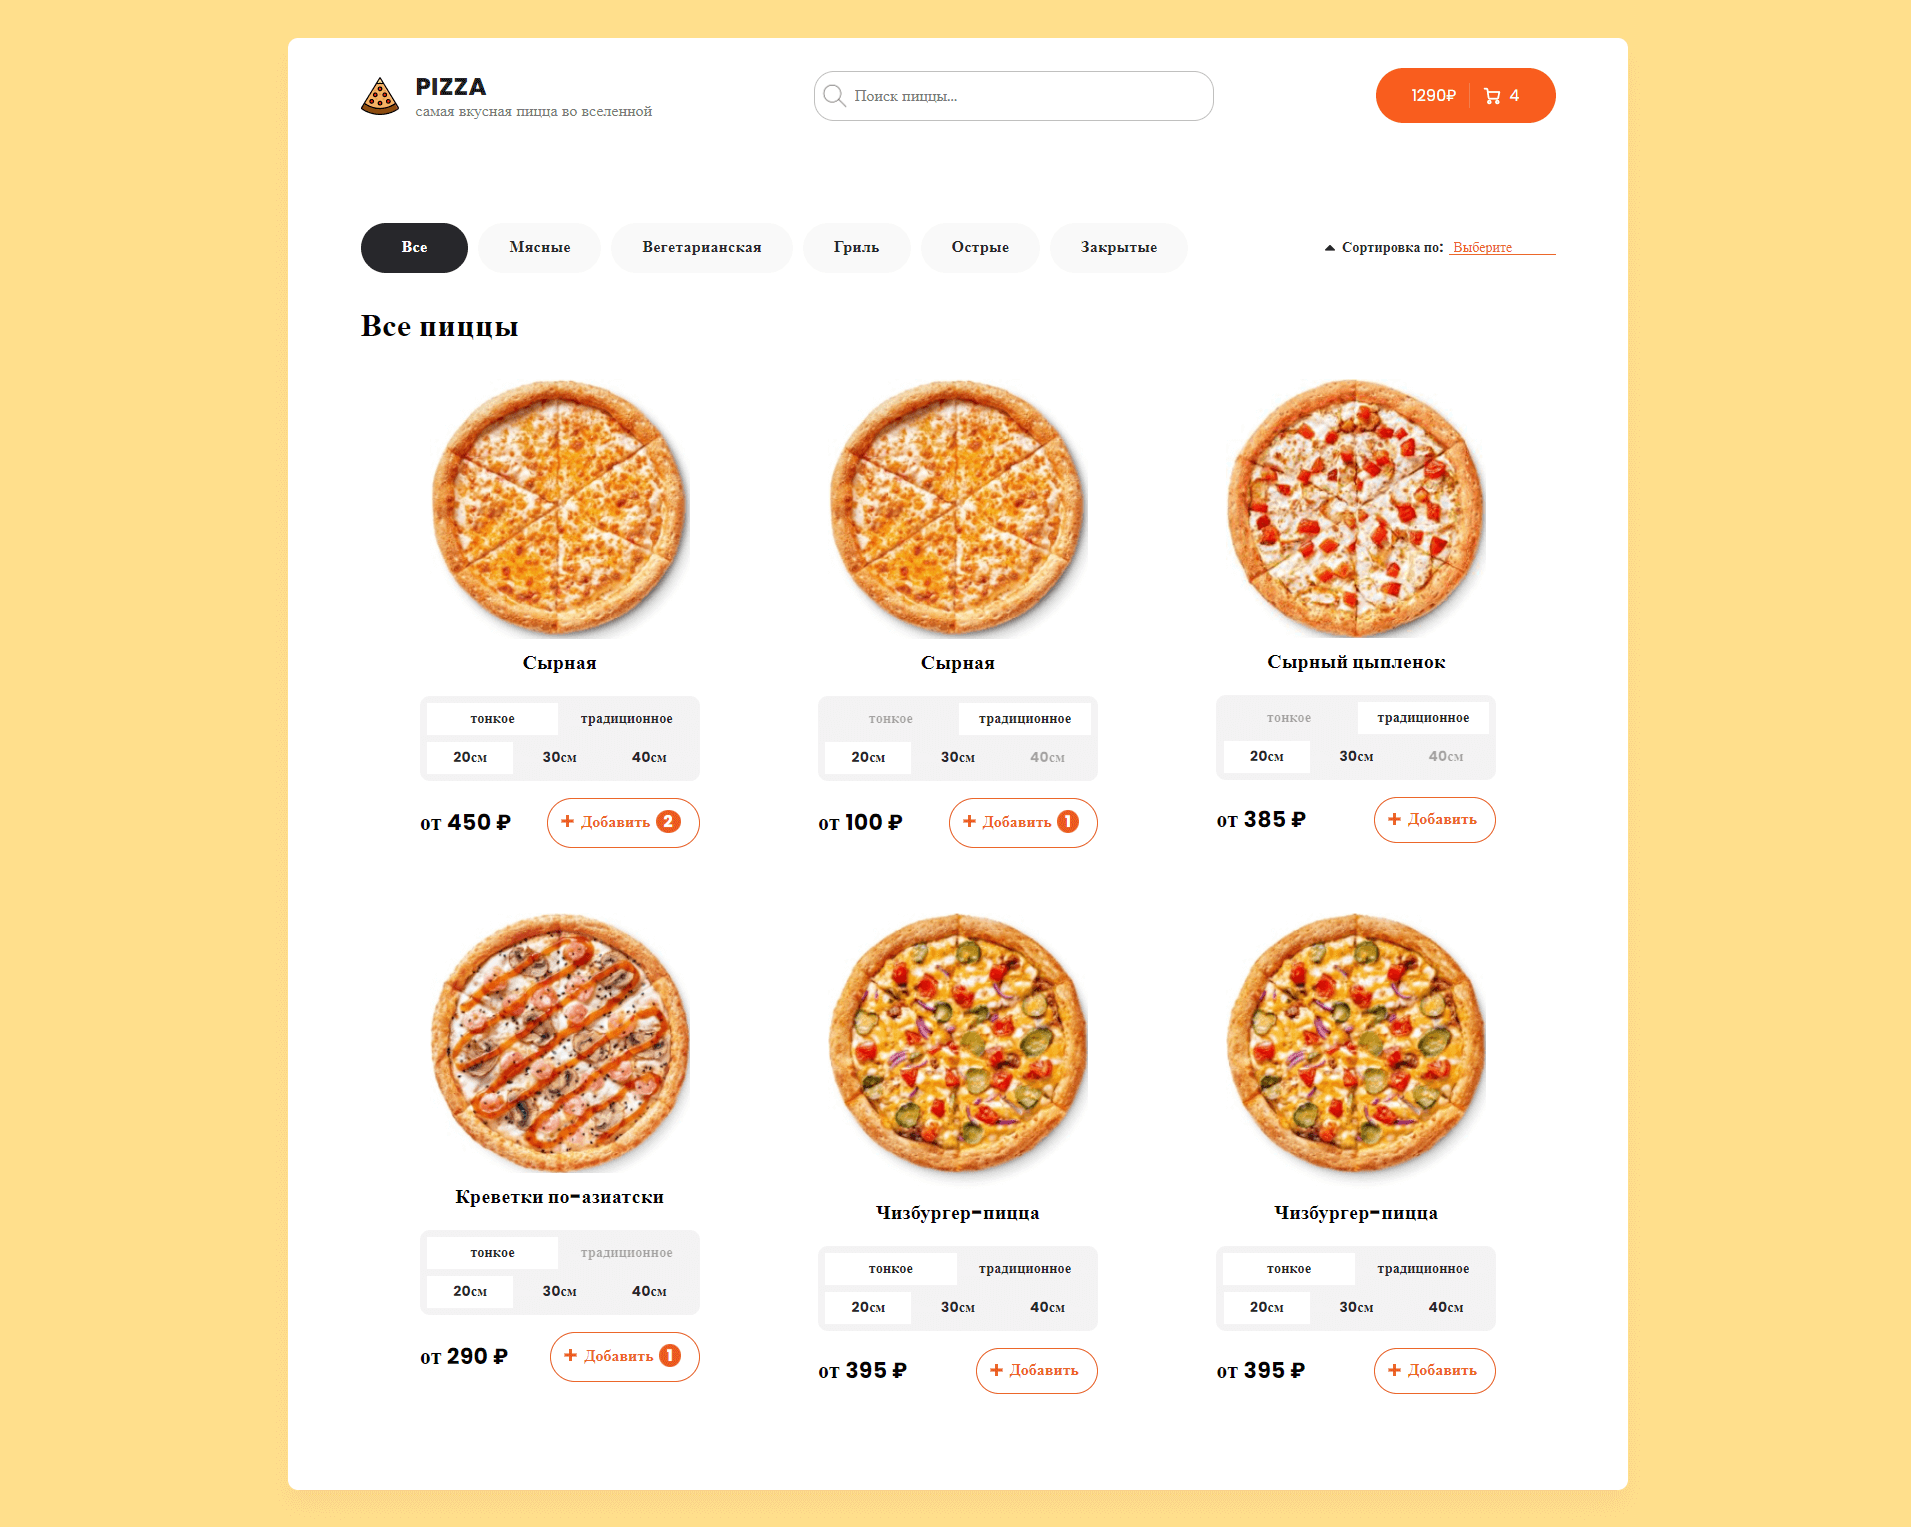 PIZZA
самая вкусная пицца во вселенной
Поиск пиццы...
1290₽ 4
Все Мясные Вегетарианская Гриль Острые Закрытые
Сортировка по: Выберите
Все пиццы
Сырная
тонкое традиционное
20см 30см 40см
от 450 ₽ + Добавить 2
Сырная
тонкое традиционное
20см 30см 40см
от 100 ₽ + Добавить 1
Сырный цыпленок
тонкое традиционное
20см 30см 40см
от 385 ₽ + Добавить
Креветки по-азиатски
тонкое традиционное
20см 30см 40см
от 290 ₽ + Добавить 1
Чизбургер-пицца
тонкое традиционное
20см 30см 40см
от 395 ₽ + Добавить
Чизбургер-пицца
тонкое традиционное
20см 30см 40см
от 395 ₽ + Добавить